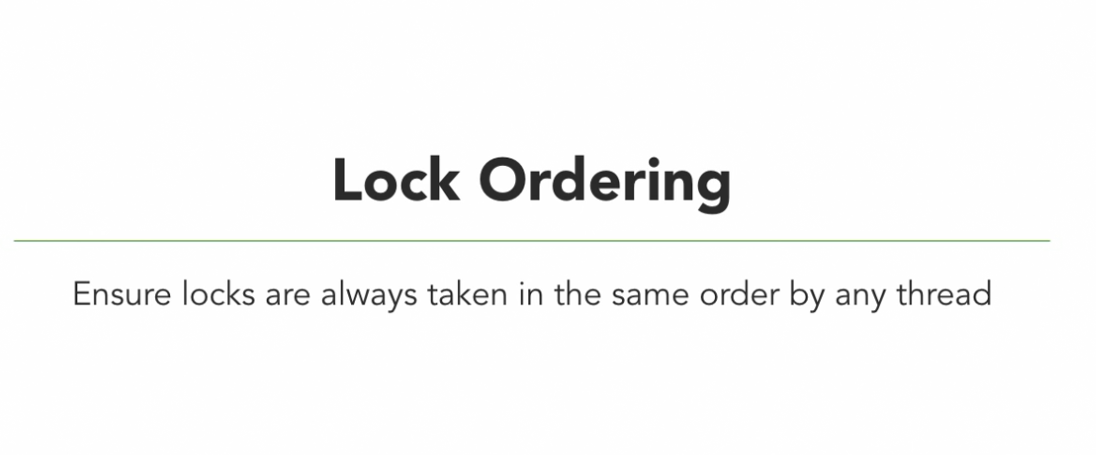 Lock Ordering
Ensure locks are always taken in the same order by any thread